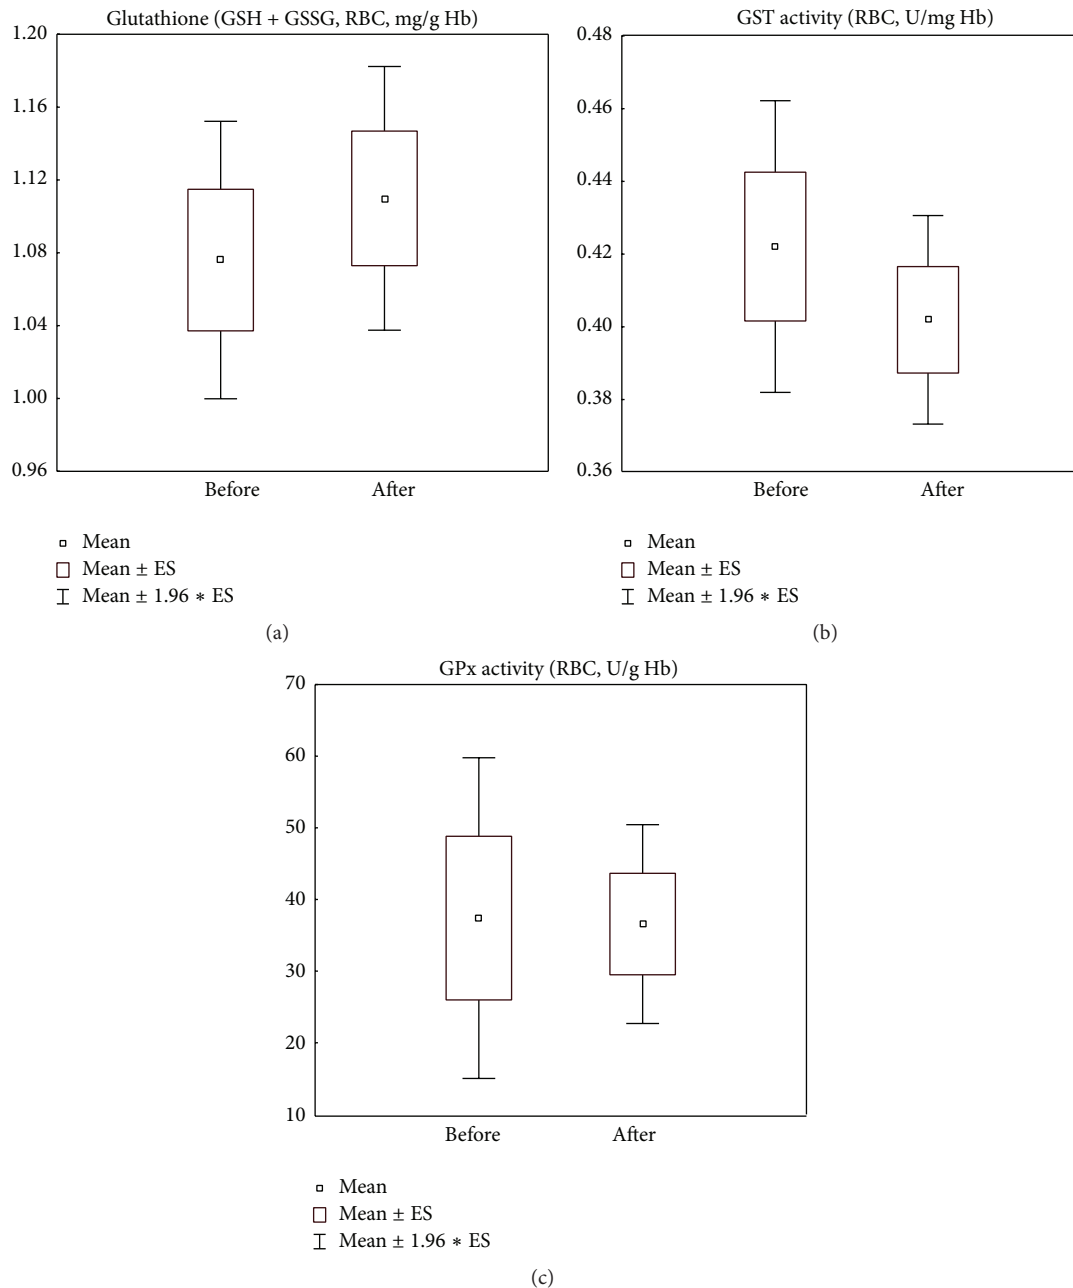 Glutathione (GSH + GSSG, RBC, mg/g Hb)
1.20
1.16
1.12
1.08
1.04
1.00
0.96
Before After
Mean
Mean ± ES
Mean ± 1.96 * ES
(a)
GST activity (RBC, U/mg Hb)
0.48
0.46
0.44
0.42
0.40
0.38
0.36
Before After
Mean
Mean ± ES
Mean ± 1.96 * ES
(b)
GPx activity (RBC, U/g Hb)
70
60
50
40
30
20
10
Before After
Mean
Mean ± ES
Mean ± 1.96 * ES
(c)